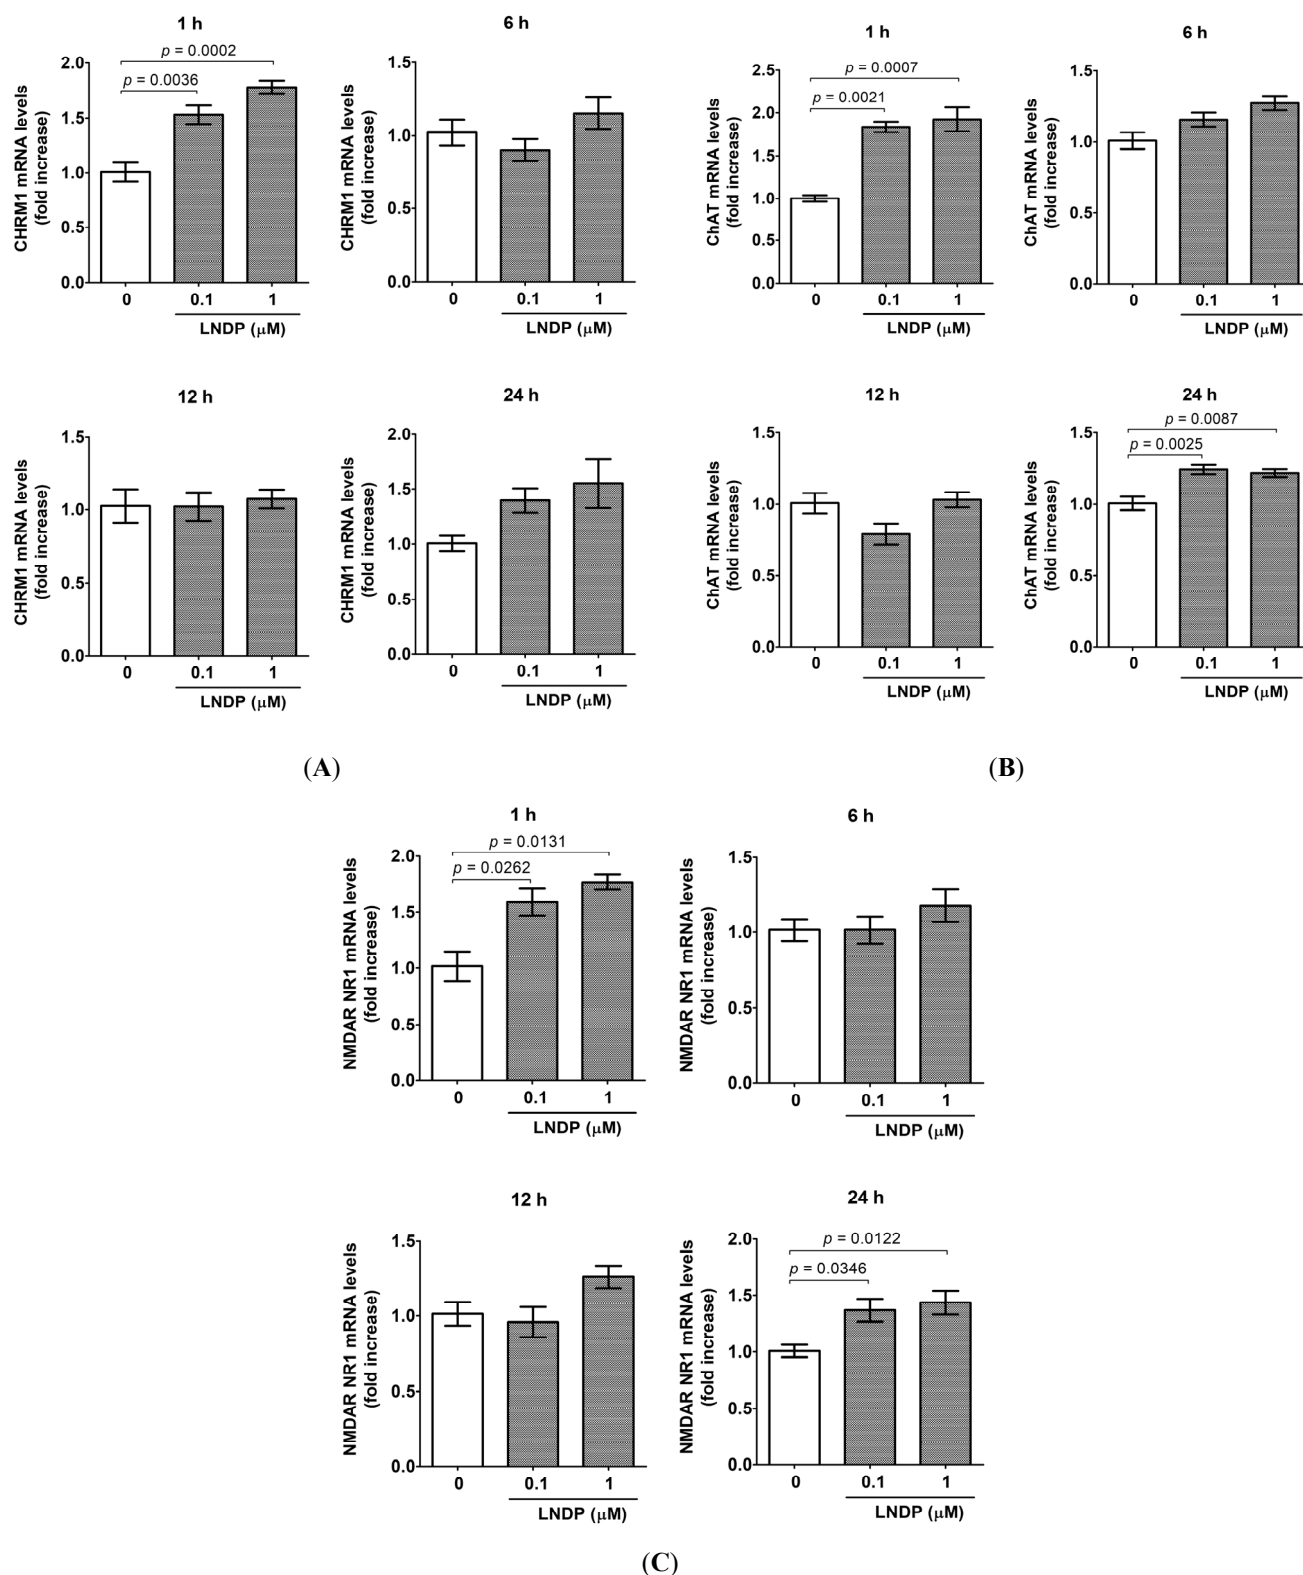 1 h
CHRM1 mRNA levels
(fold increase)
2.0
1.5
1.0
0.5
0.0
p = 0.0002
p = 0.0036
0 0.1 1
LNDP (μM)
6 h
CHRM1 mRNA levels
(fold increase)
1.5
1.0
0.5
0.0
0 0.1 1
LNDP (μM)
12 h
CHRM1 mRNA levels
(fold increase)
1.5
1.0
0.5
0.0
0 0.1 1
LNDP (μM)
24 h
CHRM1 mRNA levels
(fold increase)
2.0
1.5
1.0
0.5
0.0
0 0.1 1
LNDP (μM)
(A)
1 h
ChAT mRNA levels
(fold increase)
2.5
2.0
1.5
1.0
0.5
0.0
p = 0.0007
p = 0.0021
0 0.1 1
LNDP (μM)
6 h
ChAT mRNA levels
(fold increase)
1.5
1.0
0.5
0.0
0 0.1 1
LNDP (μM)
12 h
ChAT mRNA levels
(fold increase)
1.5
1.0
0.5
0.0
0 0.1 1
LNDP (μM)
24 h
ChAT mRNA levels
(fold increase)
1.5
1.0
0.5
0.0
p = 0.0087
p = 0.0025
0 0.1 1
LNDP (μM)
(B)
1 h
NMDAR NR1 mRNA levels
(fold increase)
2.0
1.5
1.0
0.5
0.0
p = 0.0131
p = 0.0262
0 0.1 1
LNDP (μM)
6 h
NMDAR NR1 mRNA levels
(fold increase)
1.5
1.0
0.5
0.0
0 0.1 1
LNDP (μM)
12 h
NMDAR NR1 mRNA levels
(fold increase)
1.5
1.0
0.5
0.0
0 0.1 1
LNDP (μM)
24 h
NMDAR NR1 mRNA levels
(fold increase)
2.0
1.5
1.0
0.5
0.0
p = 0.0122
p = 0.0346
0 0.1 1
LNDP (μM)
(C)